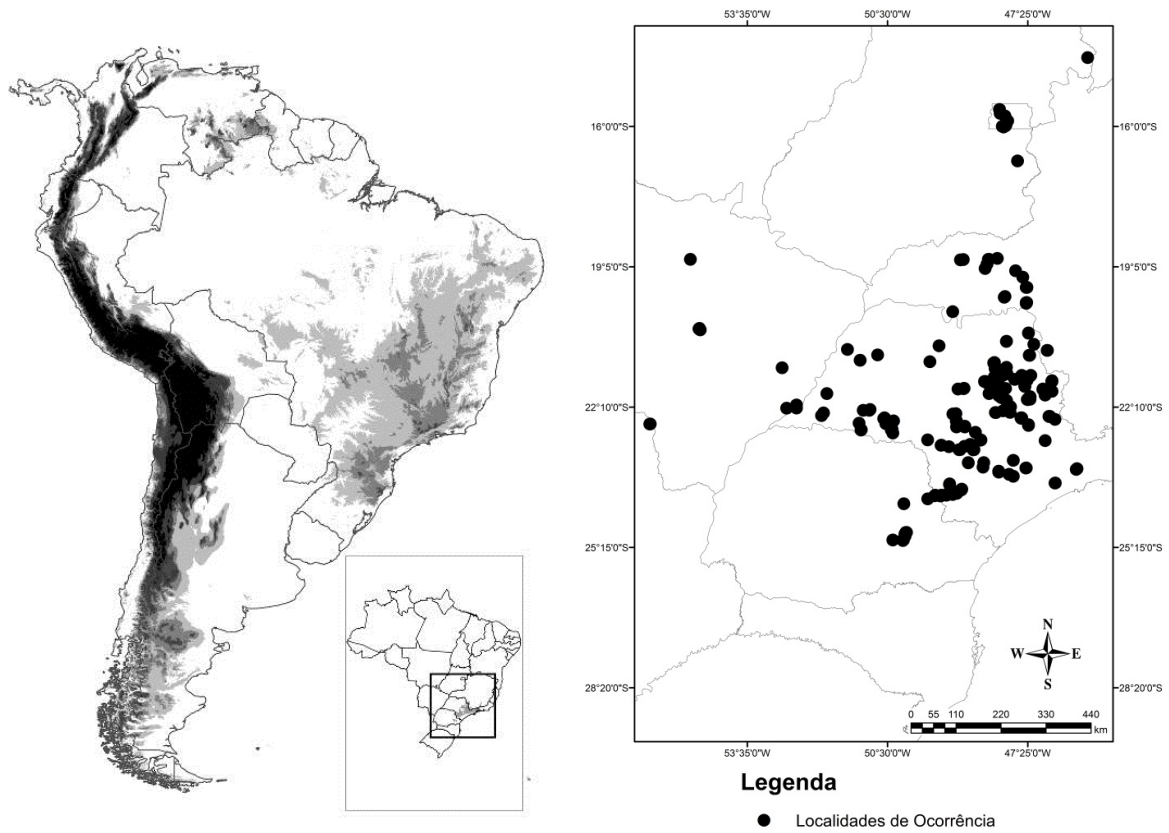 53°35'0"W 50°30'0"W 47°25'0"W
16°0'0"S 16°0'0"S
19°5'0"S 19°5'0"S
22°10'0"S 22°10'0"S
25°15'0"S 25°15'0"S
N
W E
S
28°20'0"S 28°20'0"S
0 55 110 220 330 440
km
53°35'0"W 50°30'0"W 47°25'0"W
Legenda
Localidades de Ocorrência